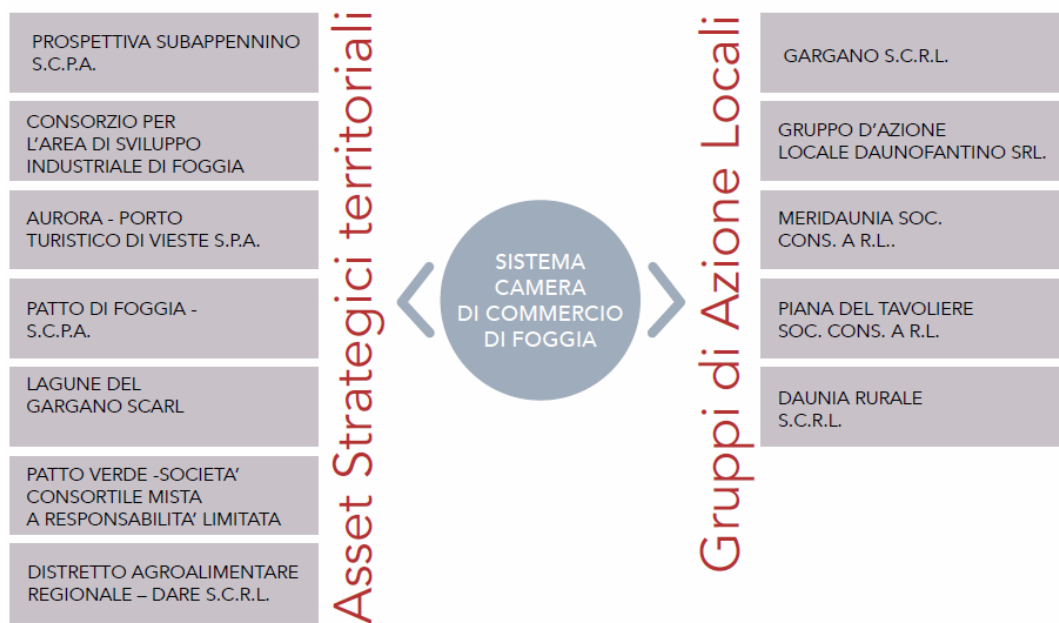 PROSPETTIVA SUBAPPENNINO
S.C.P.A.
CONSORZIO PER
L'AREA DI SVILUPPO
INDUSTRIALE DI FOGGIA
AURORA - PORTO
TURISTICO DI VIESTE S.P.A.
PATTO DI FOGGIA -
S.C.P.A.
LAGUNE DEL
GARGANO SCARL
PATTO VERDE -SOCIETA'
CONSORTILE MISTA
A RESPONSABILITA' LIMITATA
DISTRETTO AGROALIMENTARE
REGIONALE – DARE S.C.R.L.
Asset Strategici territoriali
SISTEMA
CAMERA
DI COMMERCIO
DI FOGGIA
Gruppi di Azione Locali
GARGANO S.C.R.L.
GRUPPO D'AZIONE
LOCALE DAUNOFANTINO SRL.
MERIDAUNIA SOC.
CONS. A R.L..
PIANA DEL TAVOLIERE
SOC. CONS. A R.L.
DAUNIA RURALE
S.C.R.L.